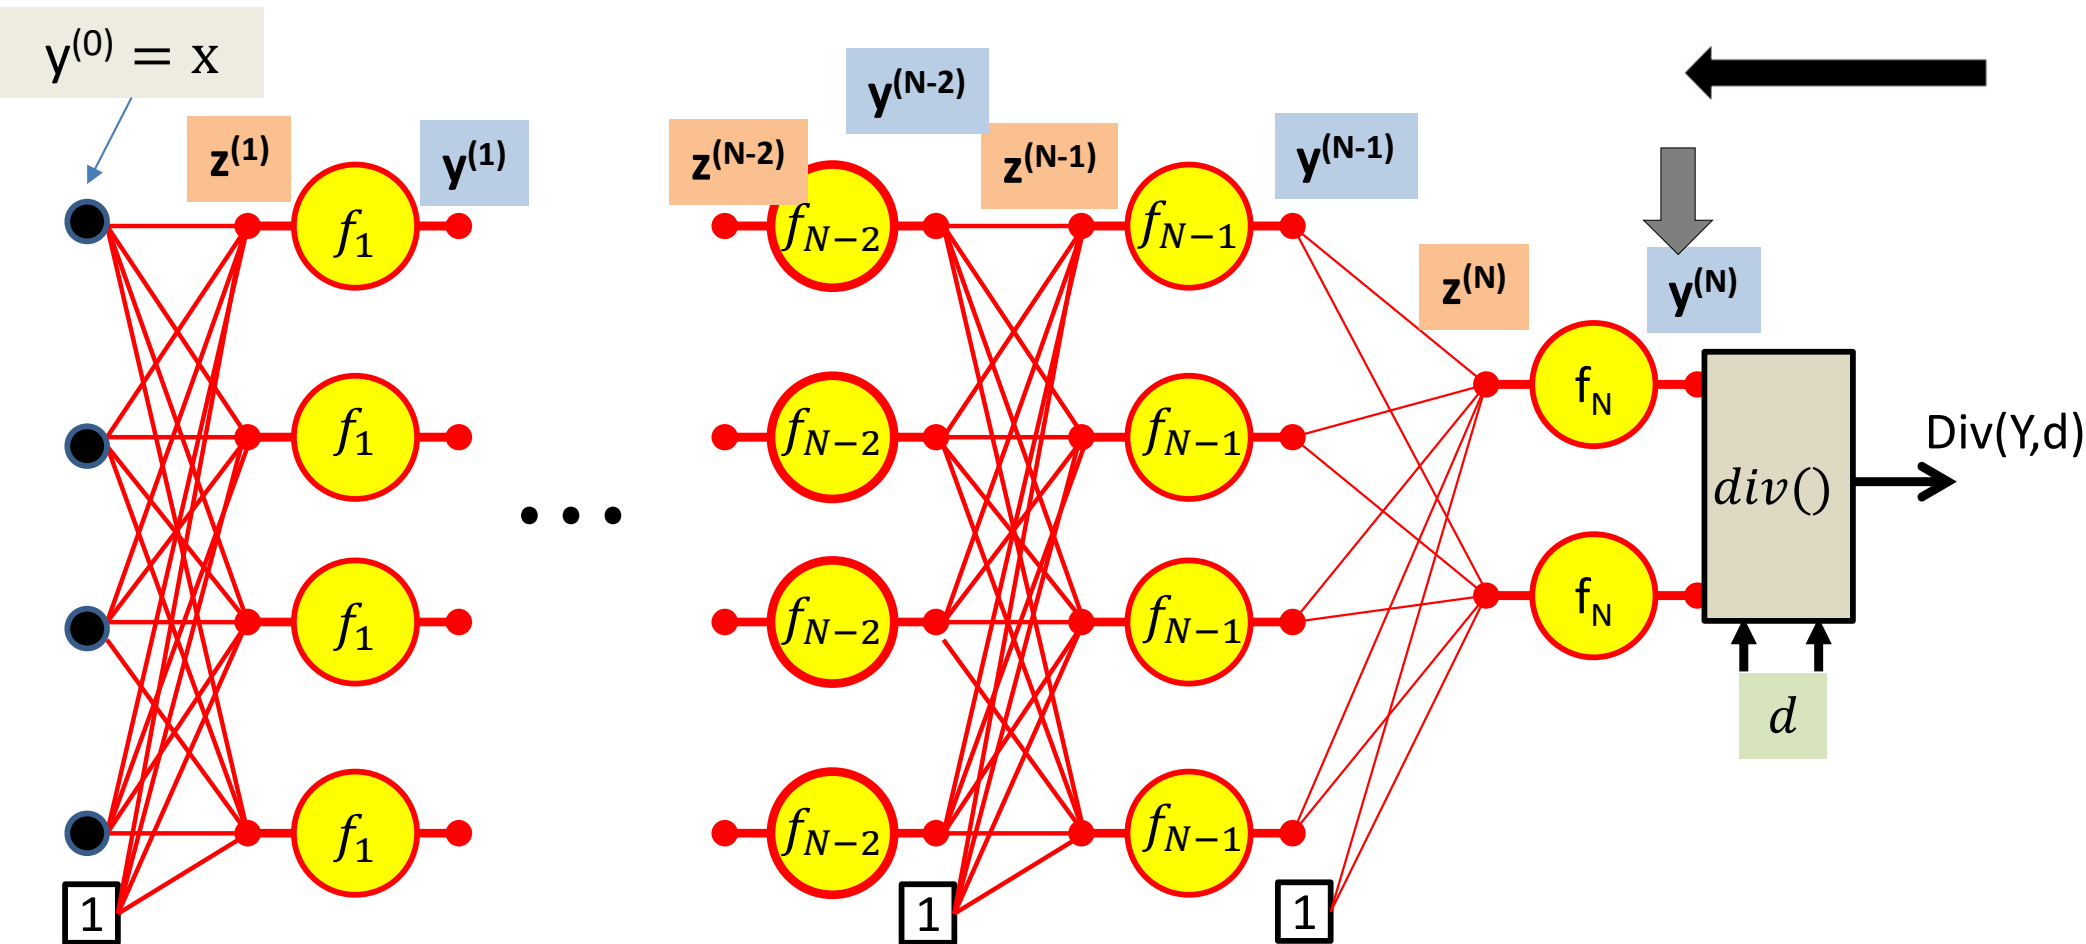 y(0) = x
z(1)
y(1)
z(N-2)
y(N-2)
z(N-1)
y(N-1)
z(N)
y(N)
f1
fN−2
fN−1
f1
fN−2
fN−1
fN
Div(Y,d)
div()
...
f1
fN−2
fN−1
fN
d
f1
fN−2
fN−1
1
1
1